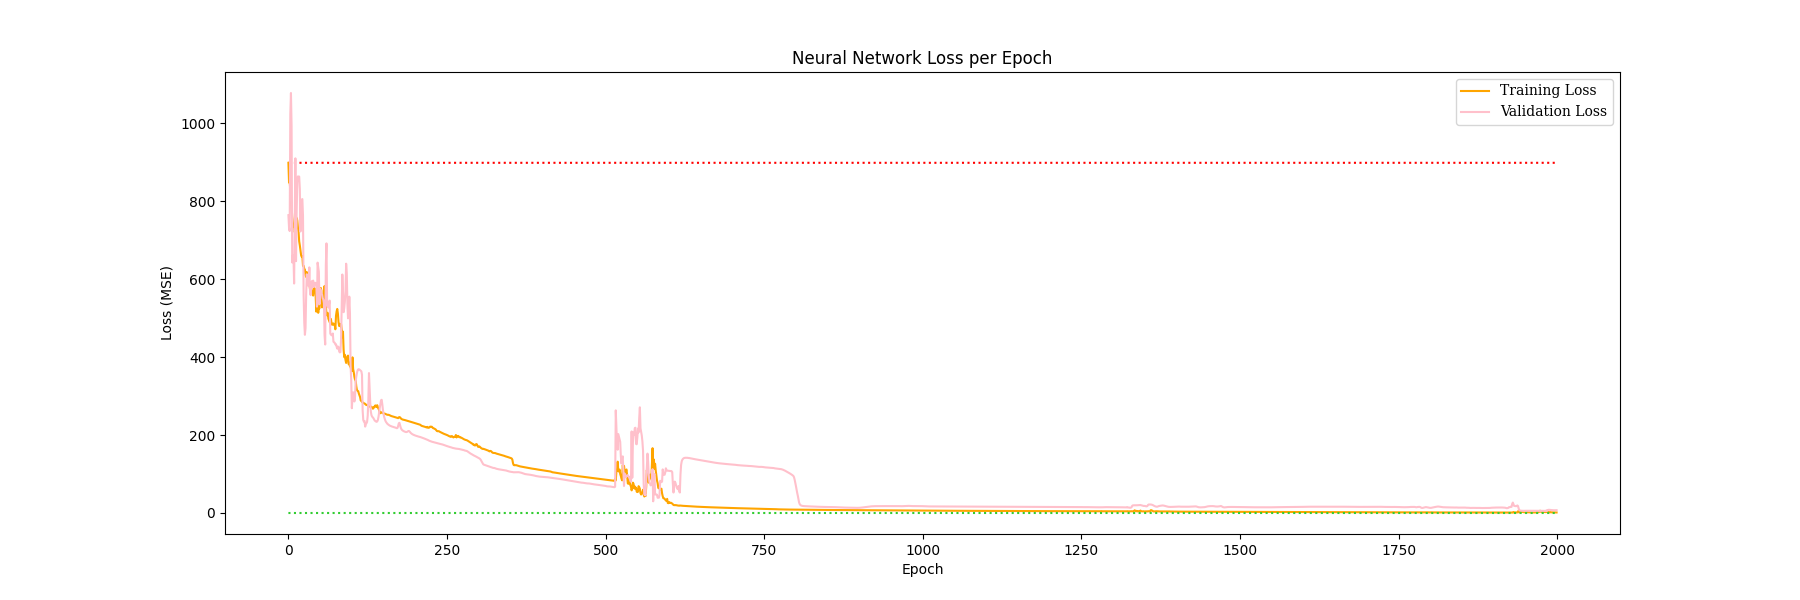 Neural Network Loss per Epoch
Training Loss
Validation Loss
Loss (MSE)
1000
800
600
400
200
0
0 250 500 750 1000 1250 1500 1750 2000
Epoch